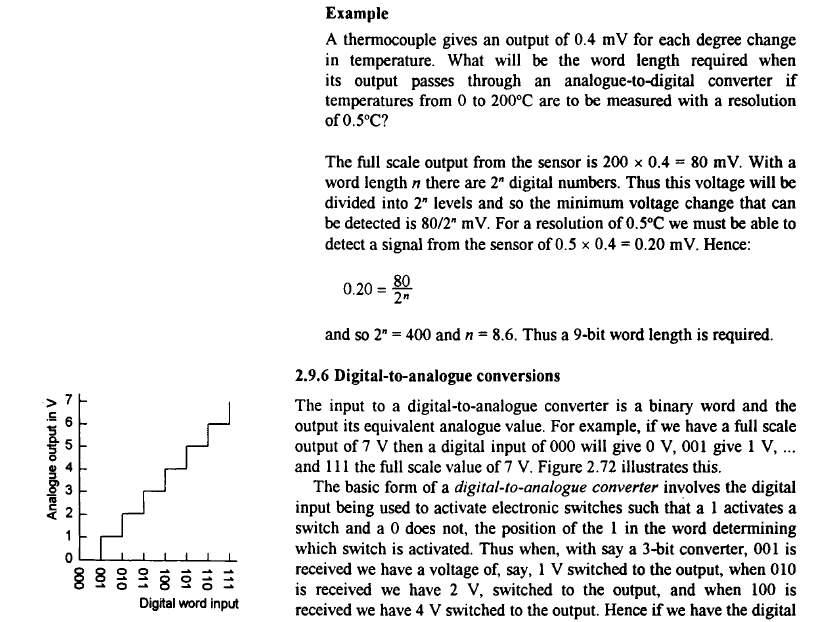 Example
A thermocouple gives an output of 0.4 mV for each degree change
in temperature. What will be the word length required when
its output passes through an analogue-to-digital converter if
temperatures from 0 to 200°C are to be measured with a resolution
of 0.5°C?
The full scale output from the sensor is 200 × 0.4 = 80 mV. With a
word length n there are 2ⁿ digital numbers. Thus this voltage will be
divided into 2ⁿ levels and so the minimum voltage change that can
be detected is 80/2ⁿ mV. For a resolution of 0.5°C we must be able to
detect a signal from the sensor of 0.5 × 0.4 = 0.20 mV. Hence:
0.20 = 80/2ⁿ
and so 2ⁿ = 400 and n = 8.6. Thus a 9-bit word length is required.
2.9.6 Digital-to-analogue conversions
The input to a digital-to-analogue converter is a binary word and the
output its equivalent analogue value. For example, if we have a full scale
output of 7 V then a digital input of 000 will give 0 V, 001 give 1 V, ...
and 111 the full scale value of 7 V. Figure 2.72 illustrates this.
The basic form of a digital-to-analogue converter involves the digital
input being used to activate electronic switches such that a 1 activates a
switch and a 0 does not, the position of the 1 in the word determining
which switch is activated. Thus when, with say a 3-bit converter, 001 is
received we have a voltage of, say, 1 V switched to the output, when 010
is received we have 2 V, switched to the output, and when 100 is
received we have 4 V switched to the output. Hence if we have the digital
Analogue output in V
7
6
5
4
3
2
1
0
000 001 010 011 100 101 110 111
Digital word input